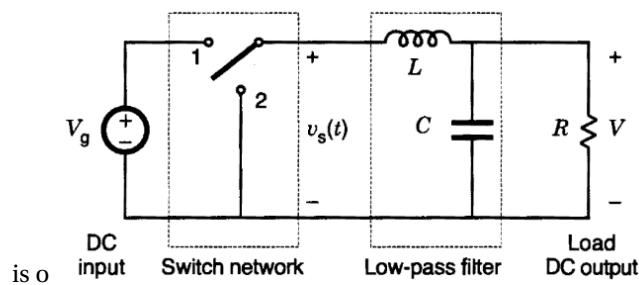 1
2
+
L
+
V_g
+
−
v_s(t)
C
R
V
−
−
DC
input
Switch network
Low-pass filter
Load
DC output
is o